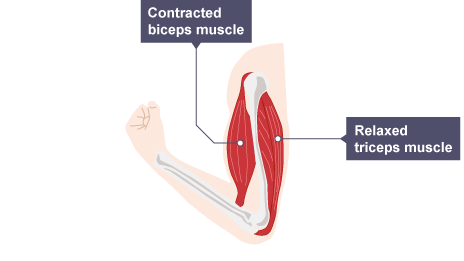 Contracted
biceps muscle
Relaxed
triceps muscle